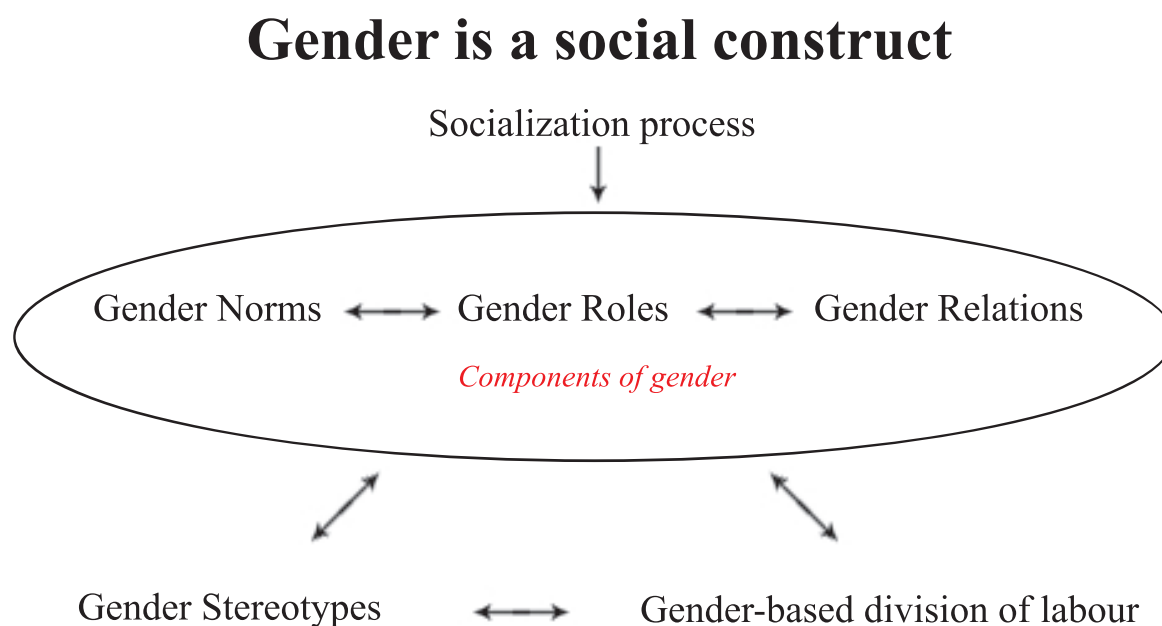 Gender is a social construct
Socialization process
Gender Norms Gender Roles Gender Relations
Components of gender
Gender Stereotypes Gender-based division of labour